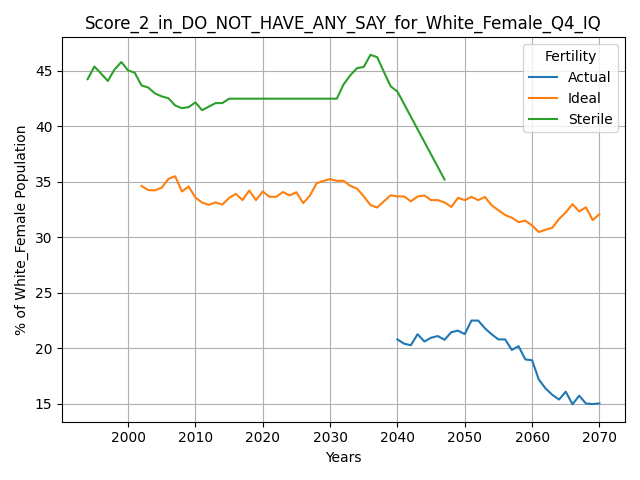 Score_2_in_DO_NOT_HAVE_ANY_SAY_for_White_Female_Q4_IQ
Fertility
Actual
Ideal
Sterile
% of White_Female Population
45
40
35
30
25
20
15
2000
2010
2020
2030
2040
2050
2060
2070
Years